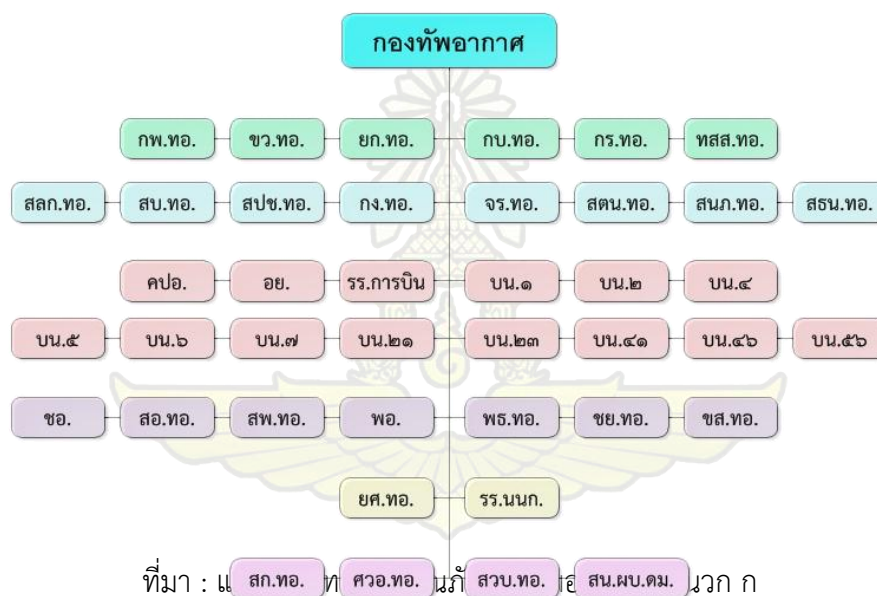 กองทัพอากาศ
กพ.ทอ. ขว.ทอ. ยก.ทอ. กบ.ทอ. กร.ทอ. ทสส.ทอ.
สลก.ทอ. สบ.ทอ. สปช.ทอ. กง.ทอ. จร.ทอ. สตน.ทอ. สนภ.ทอ. สธน.ทอ.
คปอ. อย. รร.การบิน บน.๑ บน.๒ บน.๔
บน.๕ บน.๖ บน.๗ บน.๒๑ บน.๒๓ บน.๔๑ บน.๔๖ บน.๕๖
ชอ. สอ.ทอ. สพ.ทอ. พอ. พธ.ทอ. ชย.ทอ. ขส.ทอ.
ยศ.ทอ. รร.นนก.
สก.ทอ. ศวอ.ทอ. สวบ.ทอ. สน.ผบ.ดม.
ที่มา : ก